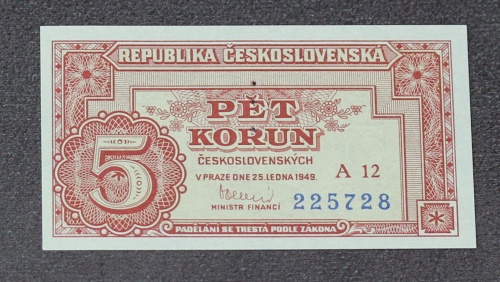 REPUBLIKA ČESKOSLOVENSKÁ
PĚT
KORUN
5
ČESKOSLOVENSKÝCH
V PRAZE DNE 25. LEDNA 1949.
A 12
MINISTR FINANCÍ
225728
PADĚLÁNÍ SE TRESTÁ PODLE ZÁKONA